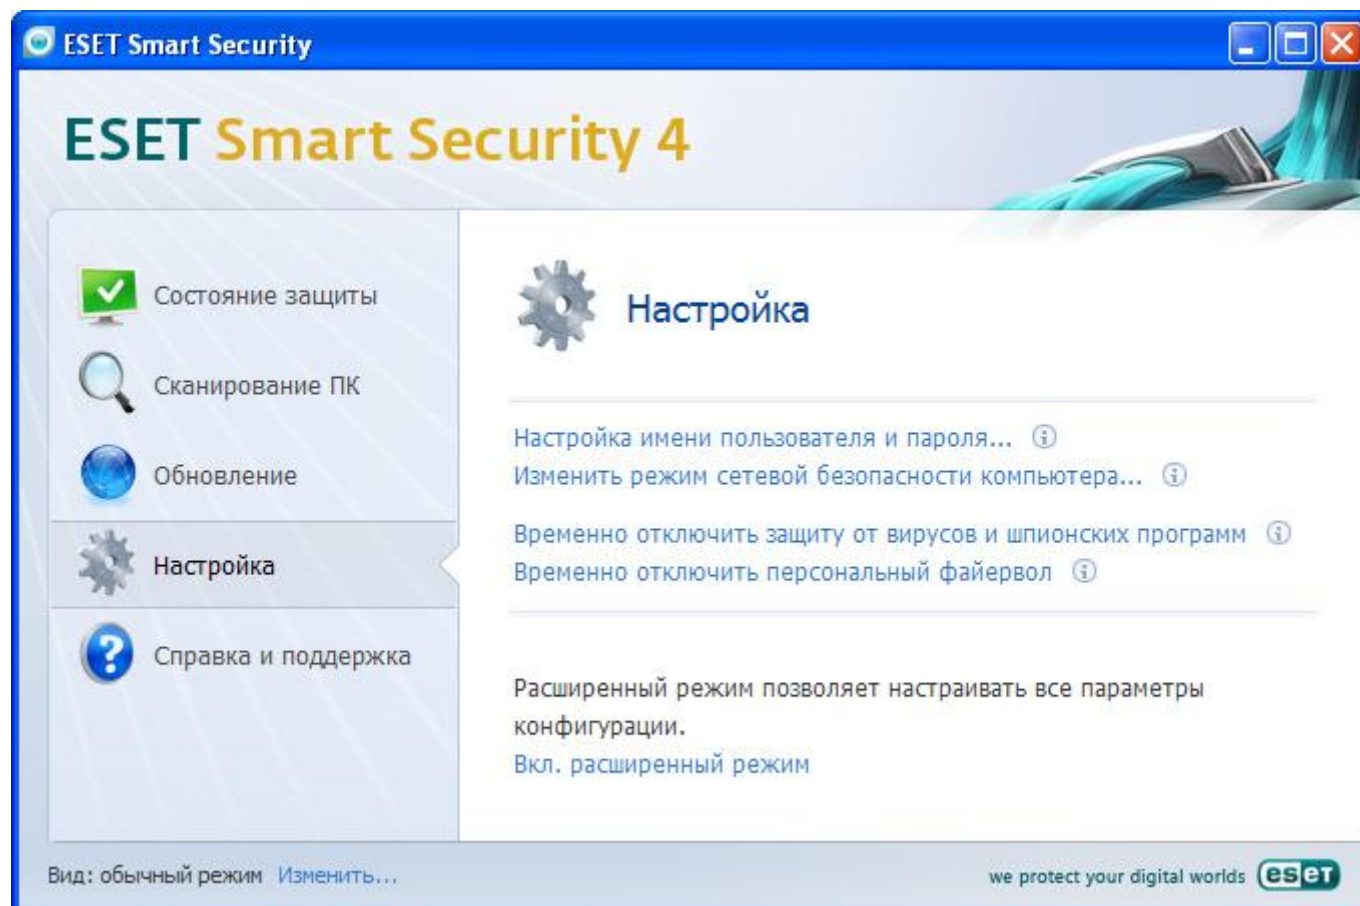 ESET Smart Security
ESET Smart Security 4
Состояние защиты
Сканирование ПК
Обновление
Настройка
Справка и поддержка
Настройка
Настройка имени пользователя и пароля...
Изменить режим сетевой безопасности компьютера...
Временно отключить защиту от вирусов и шпионских программ
Временно отключить персональный файервол
Расширенный режим позволяет настраивать все параметры
конфигурации.
Вкл. расширенный режим
Вид: обычный режим Изменить...
we protect your digital worlds eseT